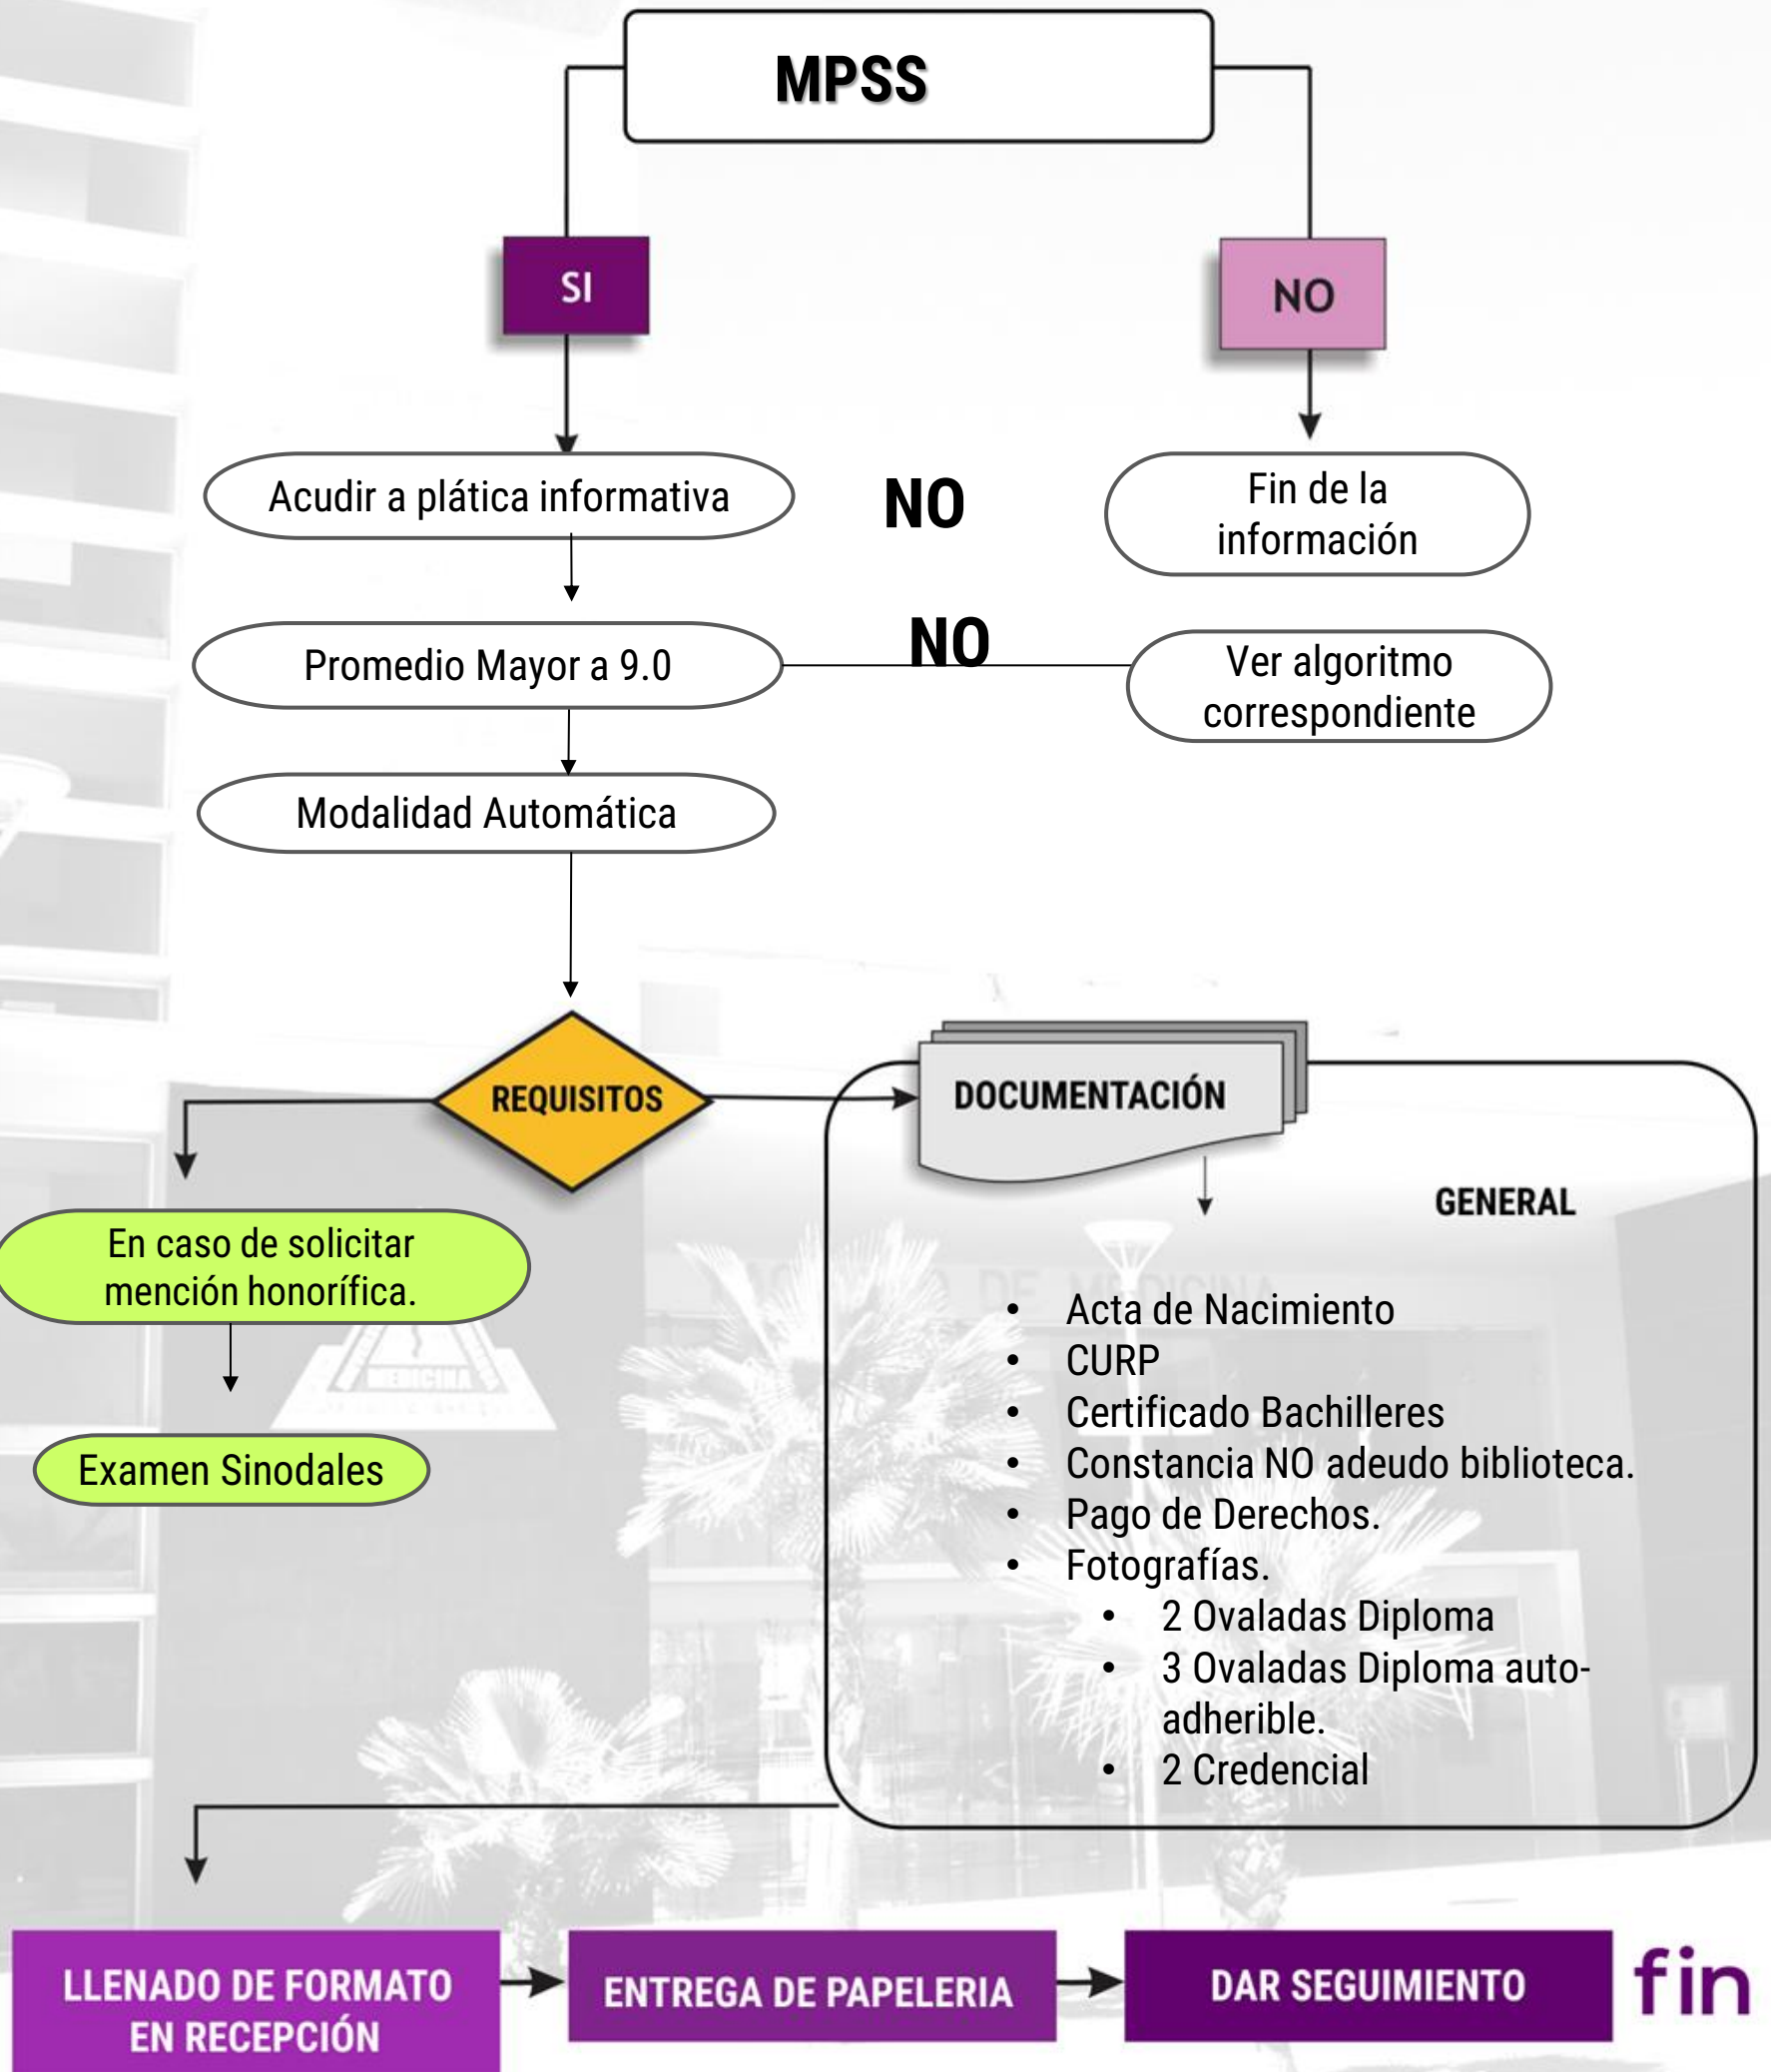 MPSS
SI
NO
Acudir a plática informativa
NO
Fin de la
información
Promedio Mayor a 9.0
NO
Ver algoritmo
correspondiente
Modalidad Automática
REQUISITOS
DOCUMENTACIÓN
GENERAL
En caso de solicitar
mención honorífica.
Examen Sinodales
• Acta de Nacimiento
• CURP
• Certificado Bachilleres
• Constancia NO adeudo biblioteca.
• Pago de Derechos.
• Fotografías.
• 2 Ovaladas Diploma
• 3 Ovaladas Diploma auto-
adherible.
• 2 Credencial
DE MEDICINA
MEDICINA
LLENADO DE FORMATO
EN RECEPCIÓN
ENTREGA DE PAPELERIA
DAR SEGUIMIENTO
fin